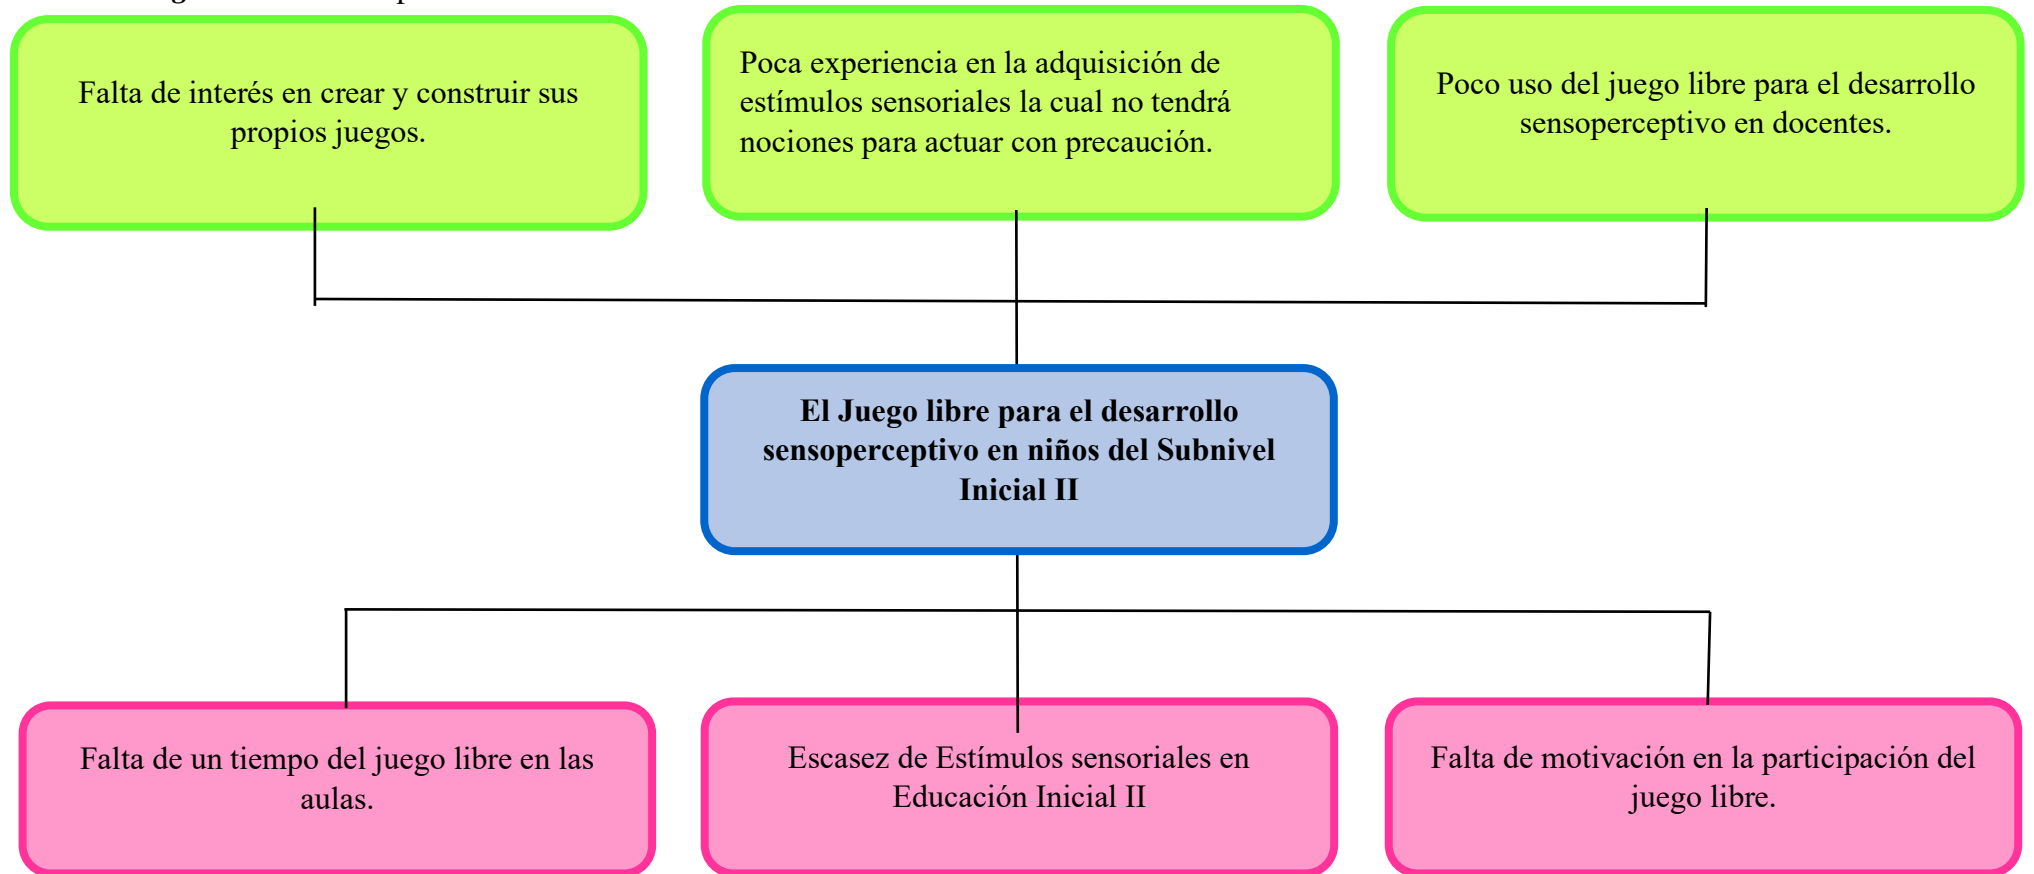 Falta de interés en crear y construir sus
propios juegos.
Poca experiencia en la adquisición de
estímulos sensoriales la cual no tendrá
nociones para actuar con precaución.
Poco uso del juego libre para el desarrollo
sensoperceptivo en docentes.
El Juego libre para el desarrollo
sensoperceptivo en niños del Subnivel
Inicial II
Falta de un tiempo del juego libre en las
aulas.
Escasez de Estímulos sensoriales en
Educación Inicial II
Falta de motivación en la participación del
juego libre.